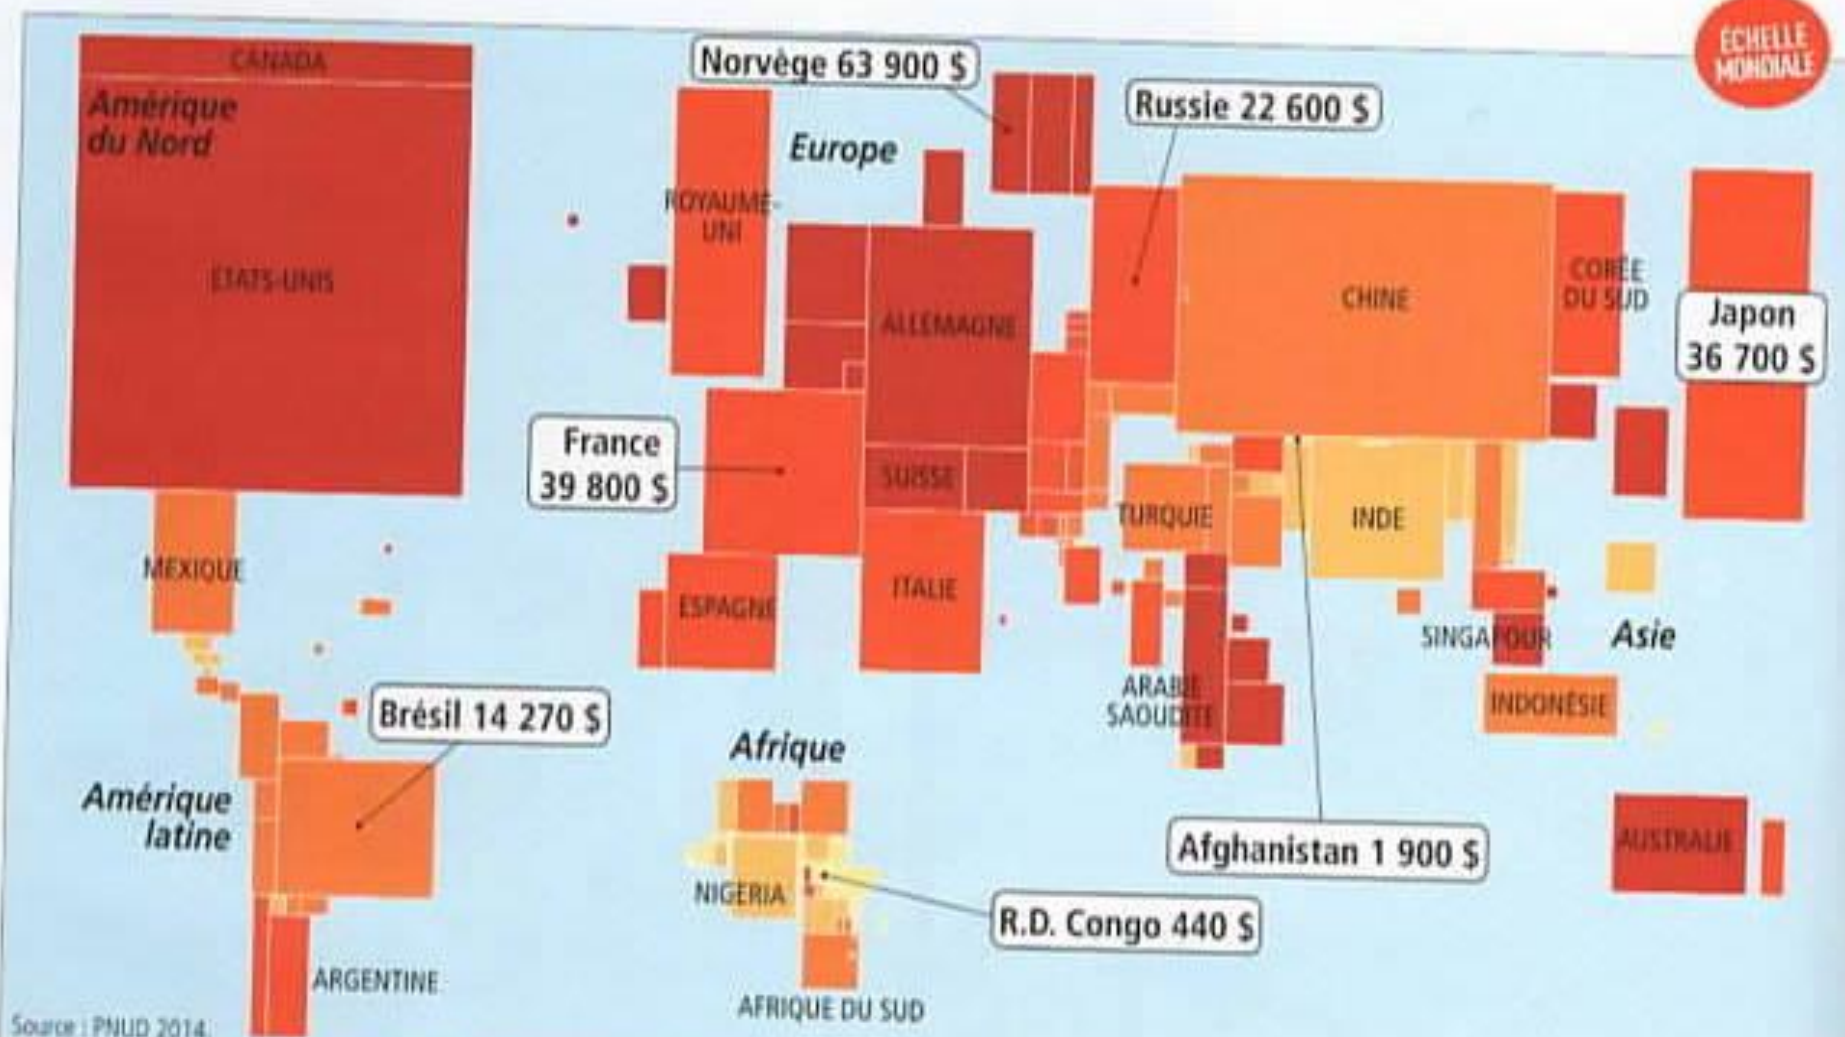 ÉCHELLE
MONDIALE
CANADA
Amérique
du Nord
ÉTATS-UNIS
MEXIQUE
Norvège 63 900 $
Europe
Russie 22 600 $
ROYAUME-
UNI
ALLEMAGNE
CHINE
CORÉE
DU SUD
Japon
36 700 $
France
39 800 $
SUISSE
TURQUIE
INDE
ESPAGNE
ITALIE
SINGAPOUR
Asie
ARABIE
SAOUDITE
INDONÉSIE
Brésil 14 270 $
Amérique
latine
ARGENTINE
Afrique
NIGERIA
R.D. Congo 440 $
AFRIQUE DU SUD
Afghanistan 1 900 $
AUSTRALIE
Source : PNUD 2014.